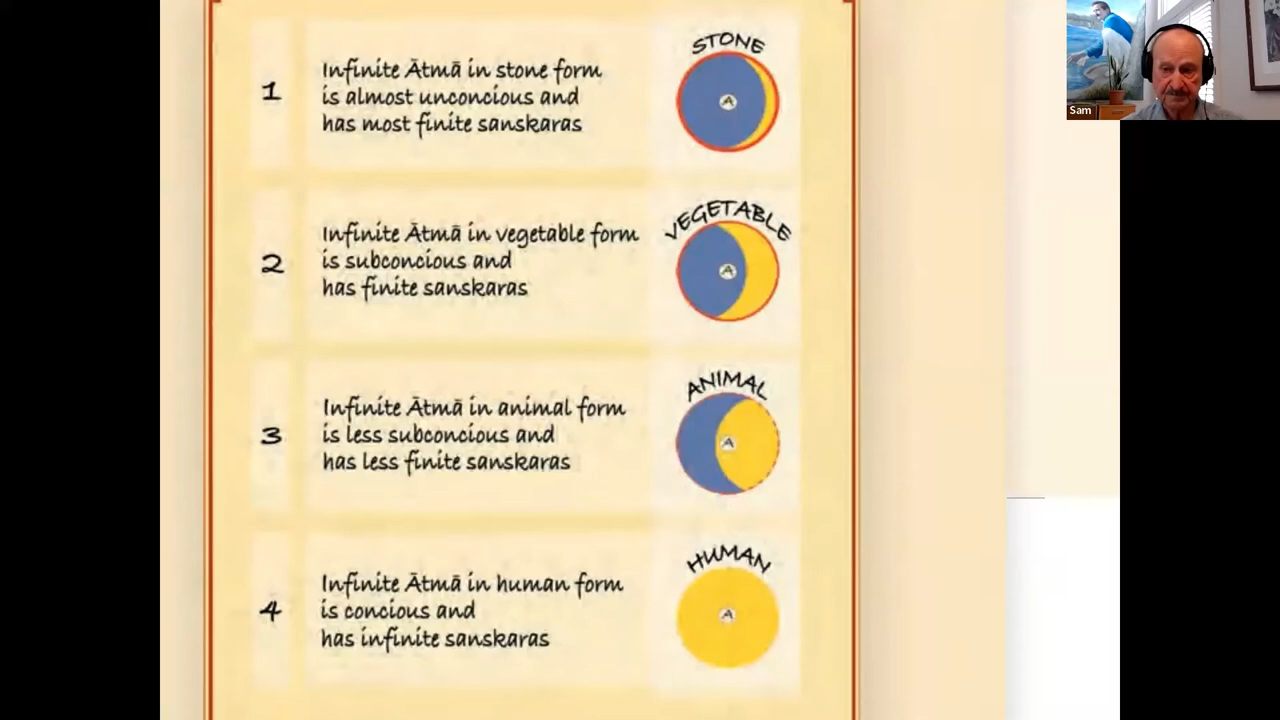 STONE
1
Infinite Ātmā in stone form
is almost unconcious and
has most finite sanskaras
A
VEGETABLE
2
Infinite Ātmā in vegetable form
is subconcious and
has finite sanskaras
A
ANIMAL
3
Infinite Ātmā in animal form
is less subconcious and
has less finite sanskaras
A
HUMAN
4
Infinite Ātmā in human form
is concious and
has infinite sanskaras
A
Sam